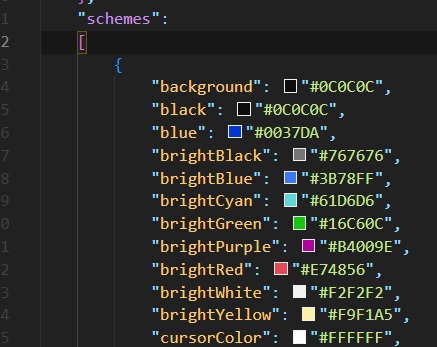 1 "schemes":
2 [
3 {
4 "background": "#0C0C0C",
5 "black": "#0C0C0C",
6 "blue": "#0037DA",
7 "brightBlack": "#767676",
8 "brightBlue": "#3B78FF",
9 "brightCyan": "#61D6D6",
0 "brightGreen": "#16C60C",
1 "brightPurple": "#B4009E",
2 "brightRed": "#E74856",
3 "brightWhite": "#F2F2F2",
4 "brightYellow": "#F9F1A5",
5 "cursorColor": "#FFFFFF",